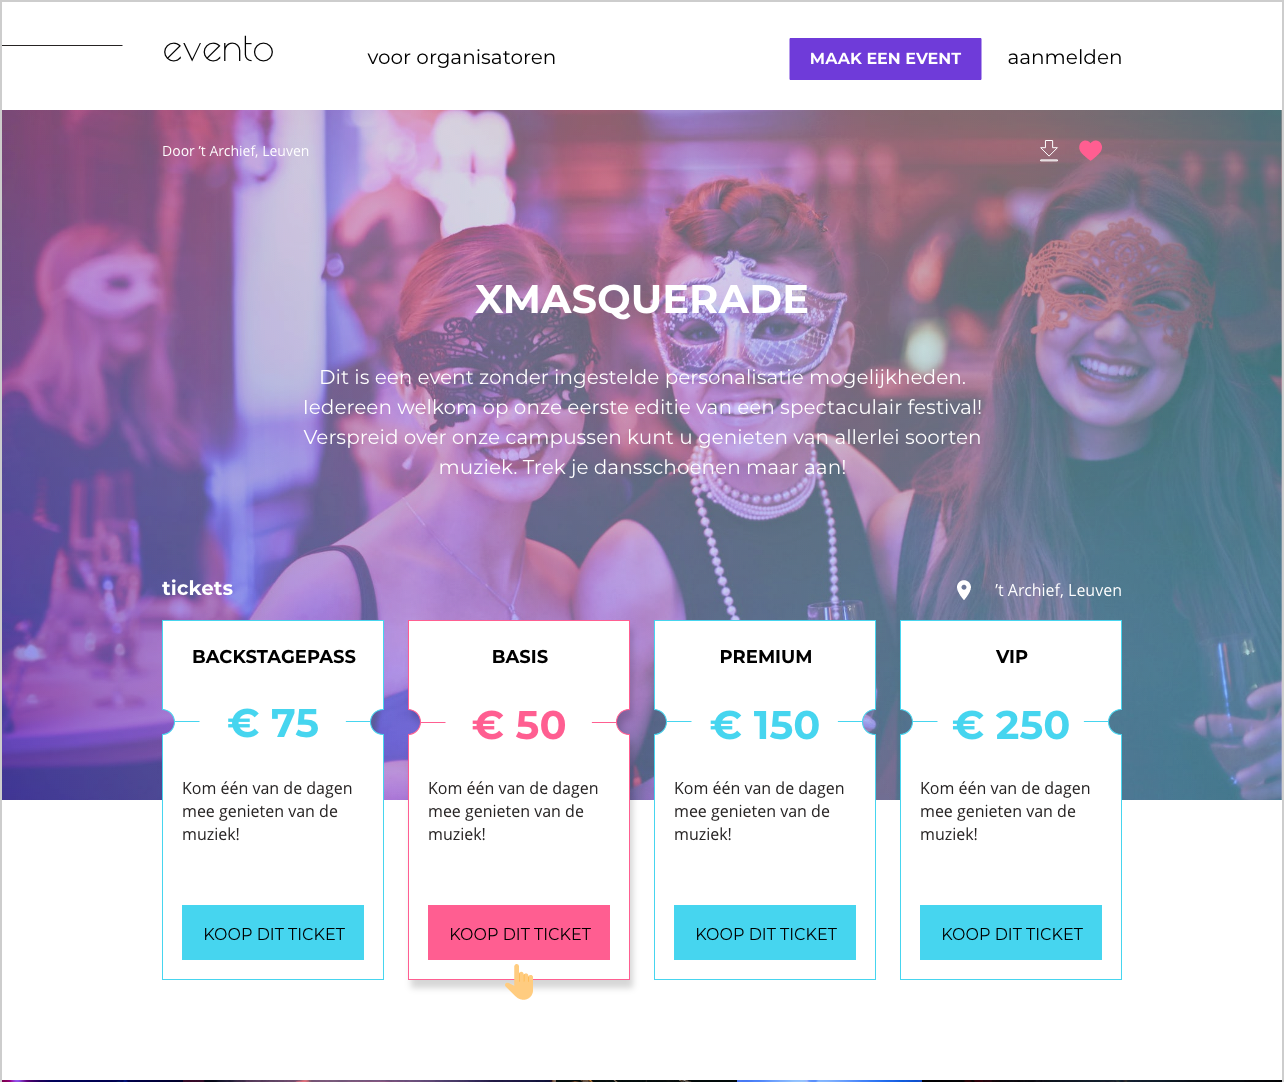 evento
voor organisatoren
MAAK EEN EVENT
aanmelden
Door ’t Archief, Leuven
XMASQUERADE
Dit is een event zonder ingestelde personalisatie mogelijkheden.
Iedereen welkom op onze eerste editie van een spectaculair festival!
Verspreid over onze campussen kunt u genieten van allerlei soorten
muziek. Trek je dansschoenen maar aan!
tickets
’t Archief, Leuven
BACKSTAGEPASS
€ 75
Kom één van de dagen
mee genieten van de
muziek!
KOOP DIT TICKET
BASIS
€ 50
Kom één van de dagen
mee genieten van de
muziek!
KOOP DIT TICKET
PREMIUM
€ 150
Kom één van de dagen
mee genieten van de
muziek!
KOOP DIT TICKET
VIP
€ 250
Kom één van de dagen
mee genieten van de
muziek!
KOOP DIT TICKET